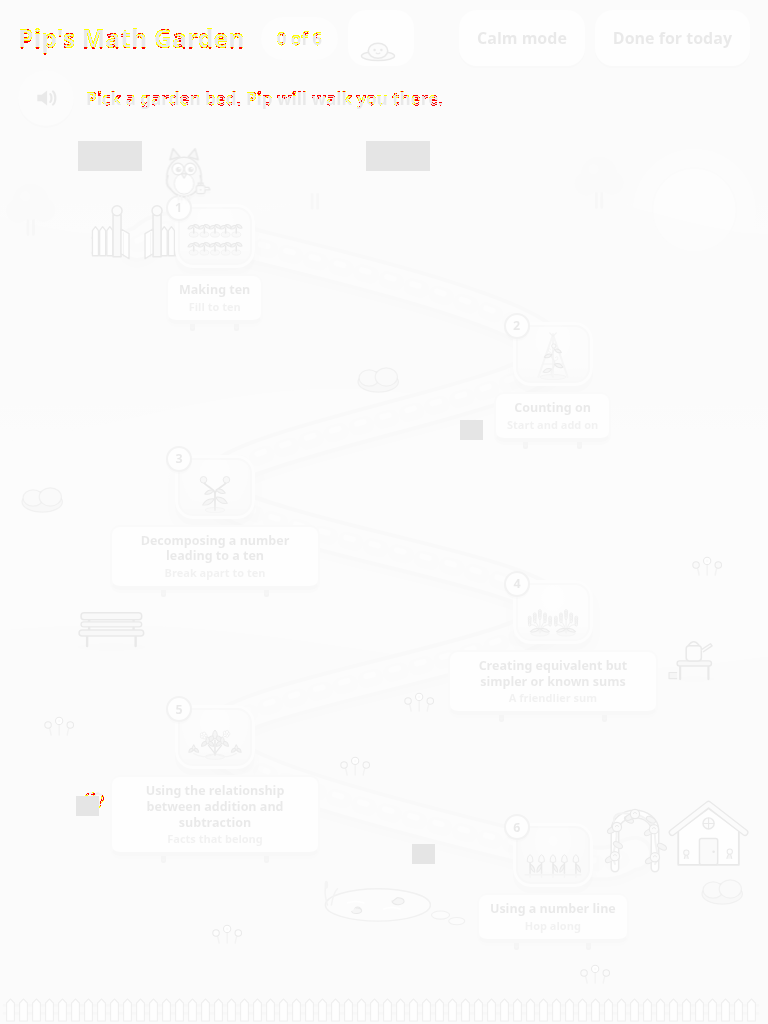 Pip's Math Garden
0 of 6
Calm mode
Done for today
Pick a garden bed. Pip will walk you there.
1
Making ten
Fill to ten
2
Counting on
Start and add on
3
Decomposing a number
leading to a ten
Break apart to ten
4
Creating equivalent but
simpler or known sums
A friendlier sum
5
Using the relationship
between addition and
subtraction
Facts that belong
6
Using a number line
Hop along